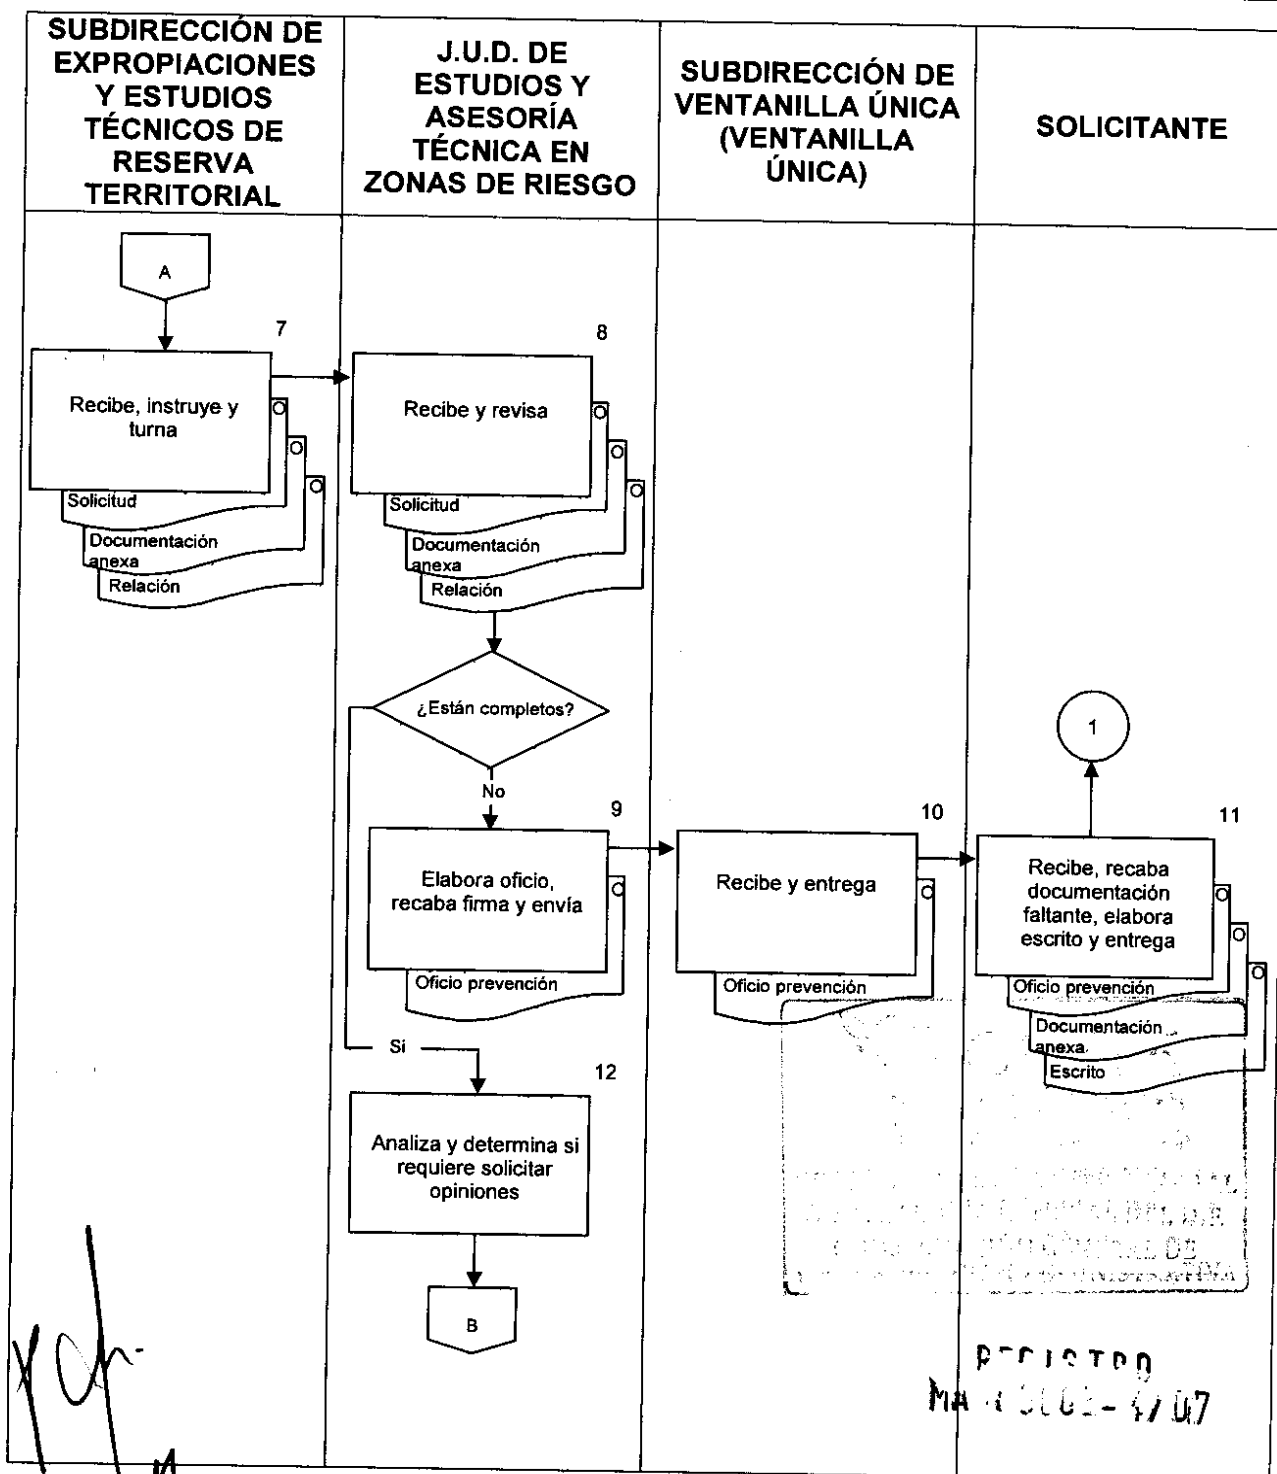 SUBDIRECCIÓN DE
EXPROPIACIONES
Y ESTUDIOS
TÉCNICOS DE
RESERVA
TERRITORIAL
J.U.D. DE
ESTUDIOS Y
ASESORÍA
TÉCNICA EN
ZONAS DE RIESGO
SUBDIRECCIÓN DE
VENTANILLA ÚNICA
(VENTANILLA
ÚNICA)
SOLICITANTE
A
7
Recibe, instruye y
turna
Solicitud
Documentación
anexa
Relación
8
Recibe y revisa
Solicitud
Documentación
anexa
Relación
¿Están completos?
No
9
Elabora oficio,
recaba firma y envía
Oficio prevención
10
Recibe y entrega
Oficio prevención
1
11
Recibe, recaba
documentación
faltante, elabora
escrito y entrega
Oficio prevención
Documentación
anexa
Escrito
Si
12
Analiza y determina si
requiere solicitar
opiniones
B
REGISTRO